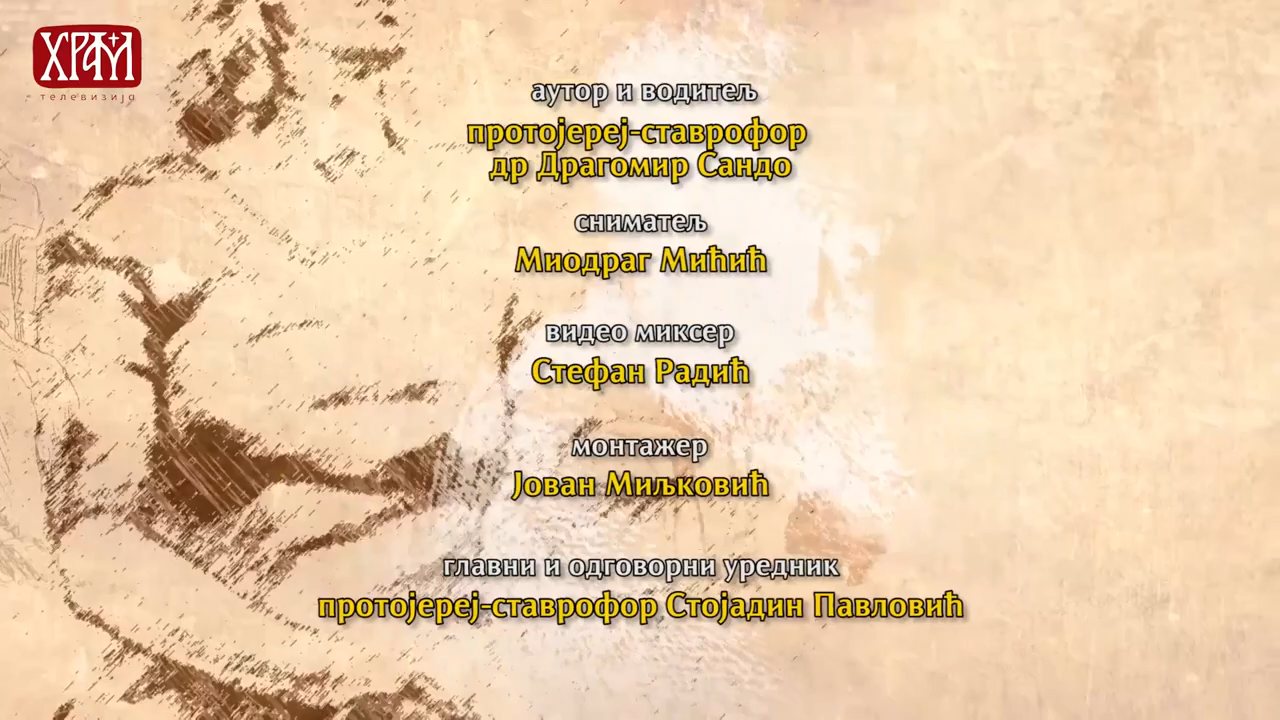 ХРАМ
телевизија
аутор и водитељ
протојереј-ставрофор
др Драгомир Сандо
сниматељ
Миодраг Мићић
видео миксер
Стефан Радић
монтажер
Јован Миљковић
главни и одговорни уредник
протојереј-ставрофор Стојадин Павловић